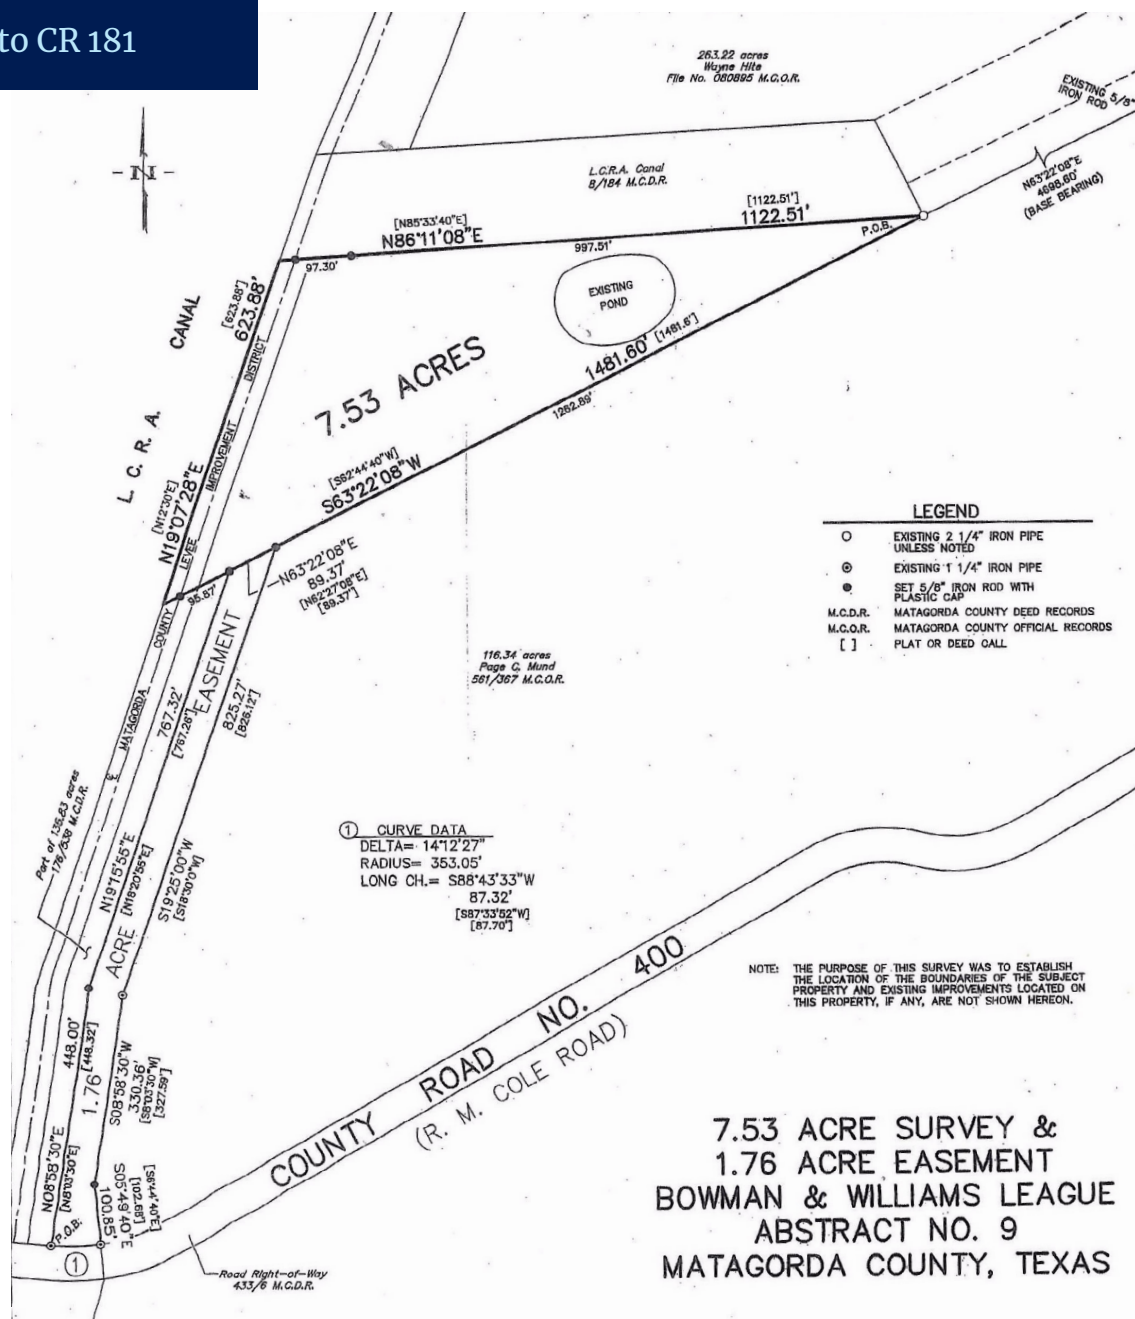 to CR 181
263.22 acres
Wayne Hite
File No. 080895 M.C.O.R.
EXISTING 5/8"
IRON ROD
N63°22'08"E
4698.60'
(BASE BEARING)
- N -
L.C.R.A. Canal
8/184 M.C.D.R.
[N85°33'40"E]
N86°11'08"E
[1122.51']
1122.51'
P.O.B.
97.30'
997.51'
EXISTING
POND
[623.88']
623.88'
CANAL
L. C. R. A.
7.53 ACRES
1481.60' [1481.6']
1262.89'
[S62°44'40"W]
S63°22'08"W
[N12°30'E]
N19°07'28"E
MATAGORDA COUNTY LEVEE IMPROVEMENT DISTRICT
3
95.87'
N63°22'08"E
89.37'
[N62°27'08"E]
[89.37']
LEGEND
EXISTING 2 1/4" IRON PIPE
UNLESS NOTED
EXISTING 1 1/4" IRON PIPE
SET 5/8" IRON ROD WITH
PLASTIC CAP
M.C.D.R. MATAGORDA COUNTY DEED RECORDS
M.C.O.R. MATAGORDA COUNTY OFFICIAL RECORDS
[ ] PLAT OR DEED CALL
116.34 acres
Page C. Mund
561/367 M.C.O.R.
1.76 ACRE EASEMENT
767.32'
[767.26']
825.27'
[826.12']
Part of 135.83 acres
176/538 M.C.D.R.
N19°15'55"E
[N18°20'55"E]
S19°25'00"W
[S18°30'0"W]
1 CURVE DATA
DELTA= 14°12'27"
RADIUS= 353.05'
LONG CH.= S88°43'33"W
87.32'
[S87°33'52"W]
[87.70']
448.00'
[448.32']
N08°58'30"E
[N8°03'30"E]
S08°58'30"W
330.36'
[S8°03'30"W]
[327.59']
S05°49'40"E
100.85'
[S6°44'40"E]
[102.68']
P.O.B.
1
COUNTY ROAD NO. 400
(R. M. COLE ROAD)
Road Right-of-Way
433/6 M.C.D.R.
NOTE: THE PURPOSE OF THIS SURVEY WAS TO ESTABLISH
THE LOCATION OF THE BOUNDARIES OF THE SUBJECT
PROPERTY AND EXISTING IMPROVEMENTS LOCATED ON
THIS PROPERTY, IF ANY, ARE NOT SHOWN HEREON.
7.53 ACRE SURVEY &
1.76 ACRE EASEMENT
BOWMAN & WILLIAMS LEAGUE
ABSTRACT NO. 9
MATAGORDA COUNTY, TEXAS